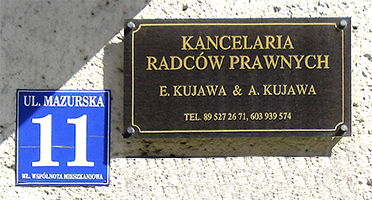 KANCELARIA
RADCÓW PRAWNYCH
E. KUJAWA & A. KUJAWA
TEL. 89 527 26 71, 603 939 574
UL. MAZURSKA
11
WŁ. WSPÓLNOTA MIESZKANIOWA